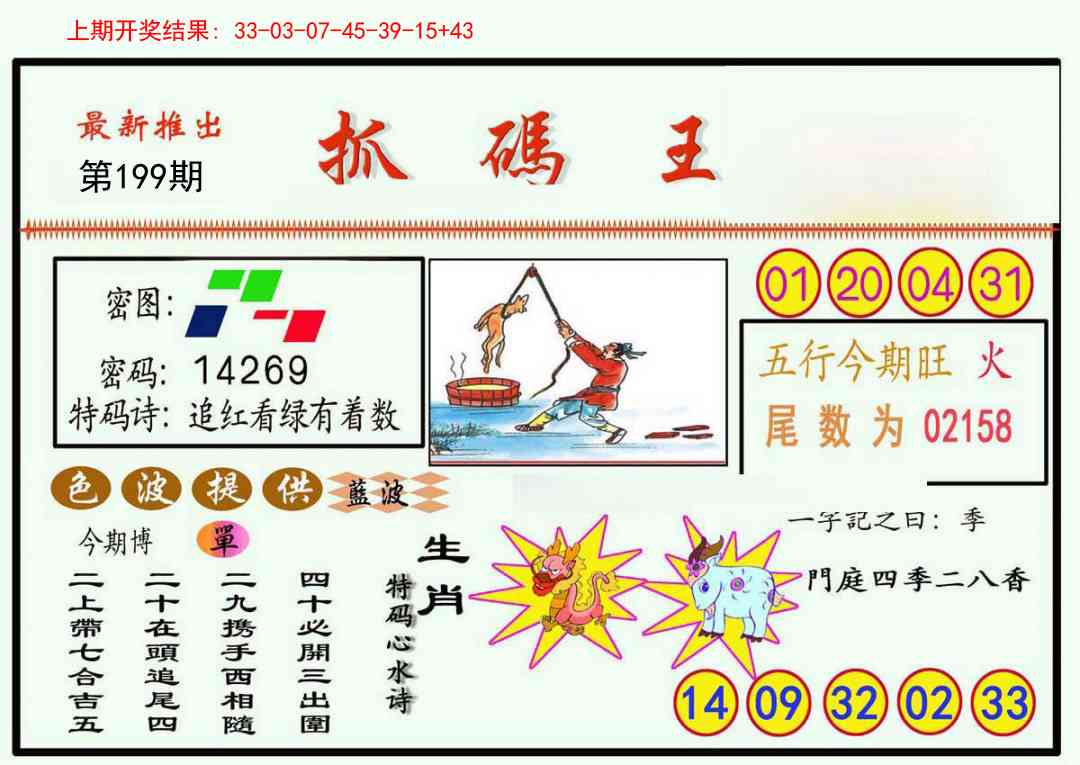 上期开奖结果: 33-03-07-45-39-15+43
最新推出
第199期
抓碼王
密图:
密码: 14269
特码诗: 追红看绿有着数
01 20 04 31
五行今期旺 火
尾数为 02158
色波提供 藍波
今期博 單
二上帶七合吉五
二十在頭追尾四
二九携手西相隨
四十必開三出圍
特码心水诗
生肖
一字記之曰: 季
門庭四季二八香
14 09 32 02 33